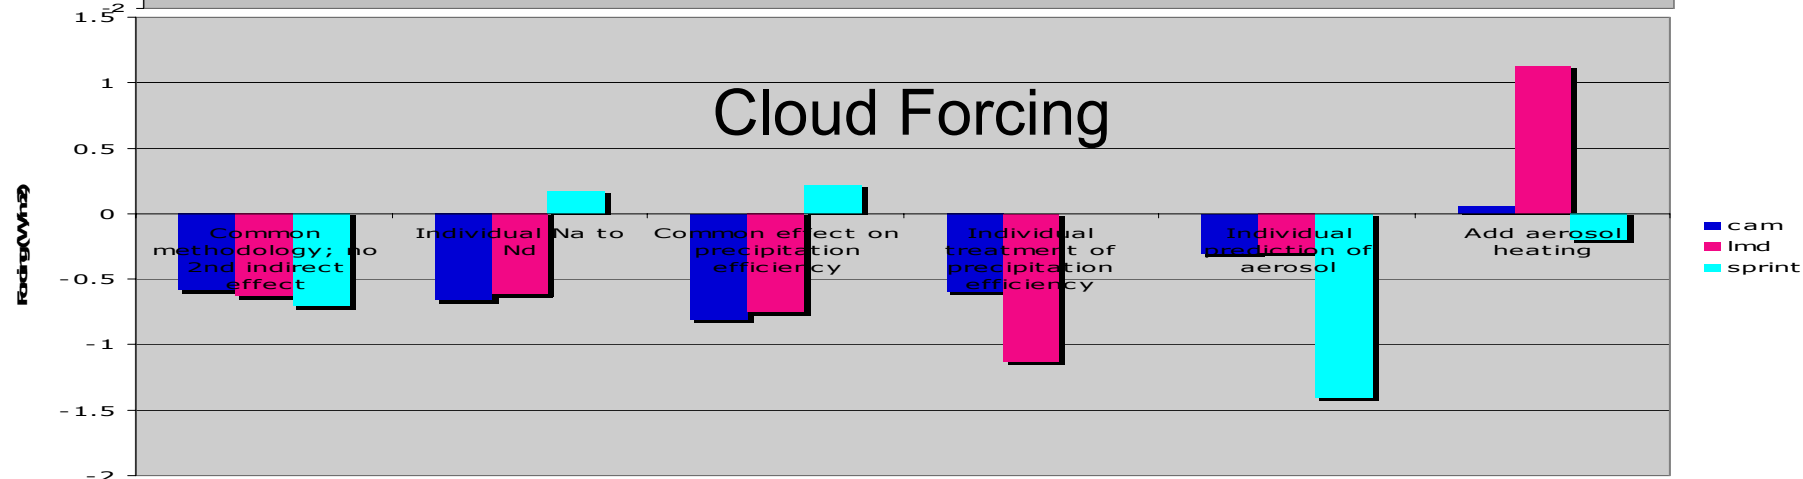 -2
1.5
1
0.5
0
-0.5
-1
-1.5
-2
Cloud Forcing
Common
methodology; no
2nd indirect
effect
Individual Na to
Nd
Common effect on
precipitation
efficiency
Individual
treatment of
precipitation
efficiency
Individual
prediction of
aerosol
Add aerosol
heating
cam
lmd
sprint